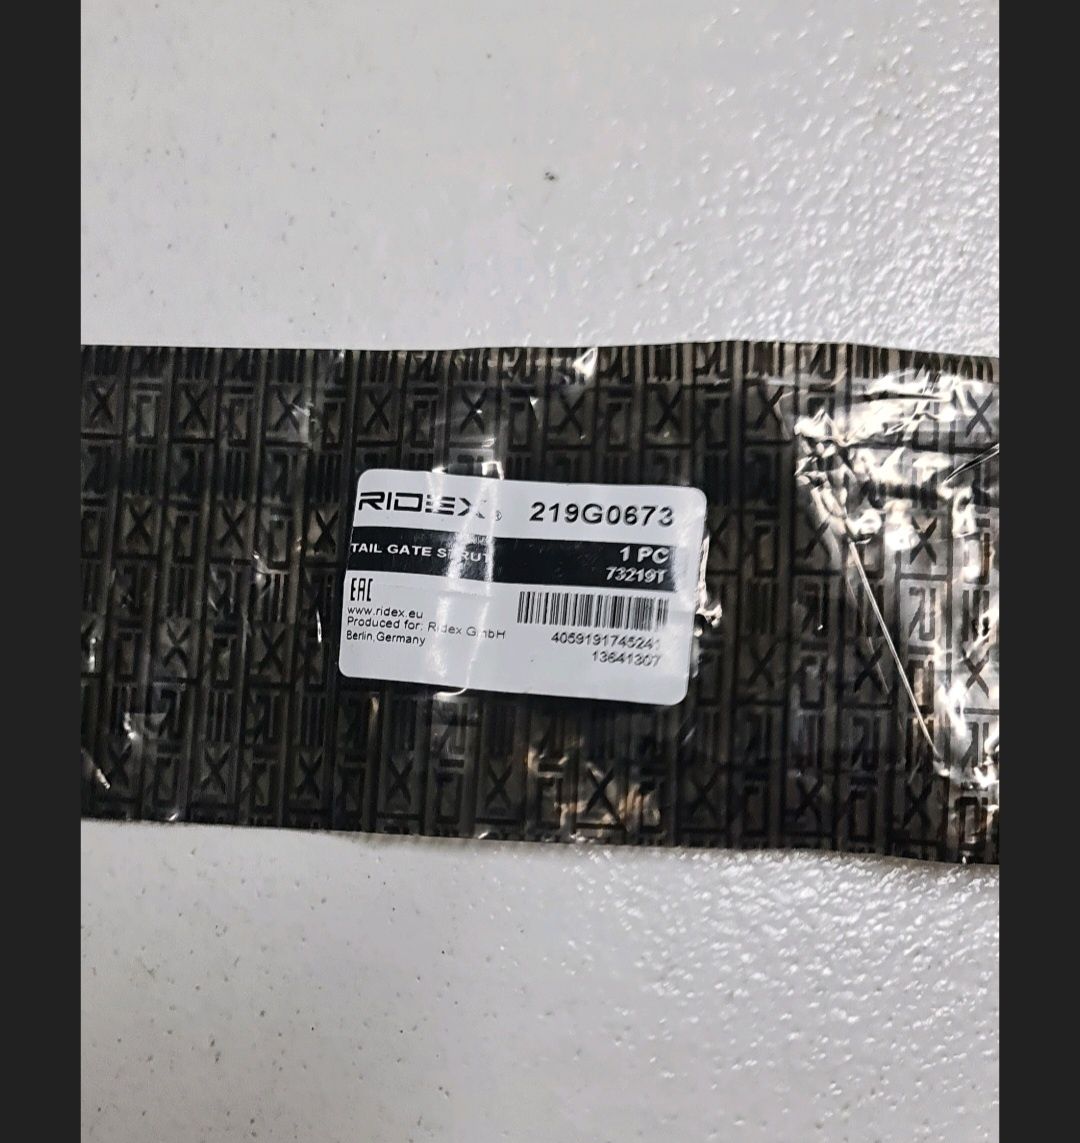 RIDEX® 219G0673
TAIL GATE STRUT 1 PC
73219T
EAC
www.ridex.eu
Produced for: Ridex GmbH
Berlin, Germany
4059191745241
13641307